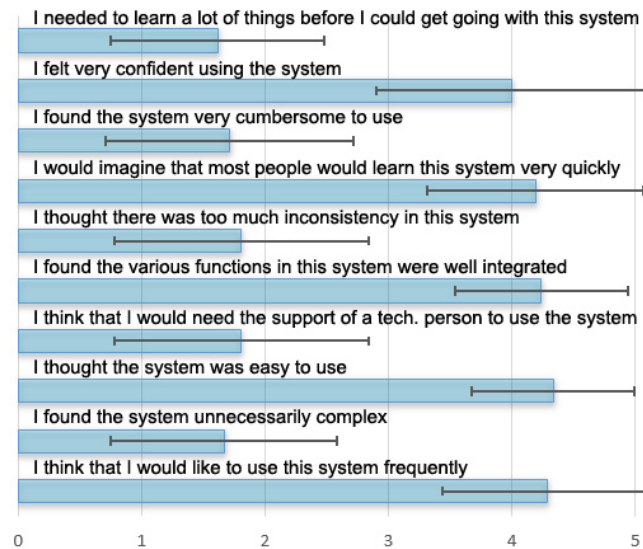 I needed to learn a lot of things before I could get going with this system
I felt very confident using the system
I found the system very cumbersome to use
I would imagine that most people would learn this system very quickly
I thought there was too much inconsistency in this system
I found the various functions in this system were well integrated
I think that I would need the support of a tech. person to use the system
I thought the system was easy to use
I found the system unnecessarily complex
I think that I would like to use this system frequently
0 1 2 3 4 5